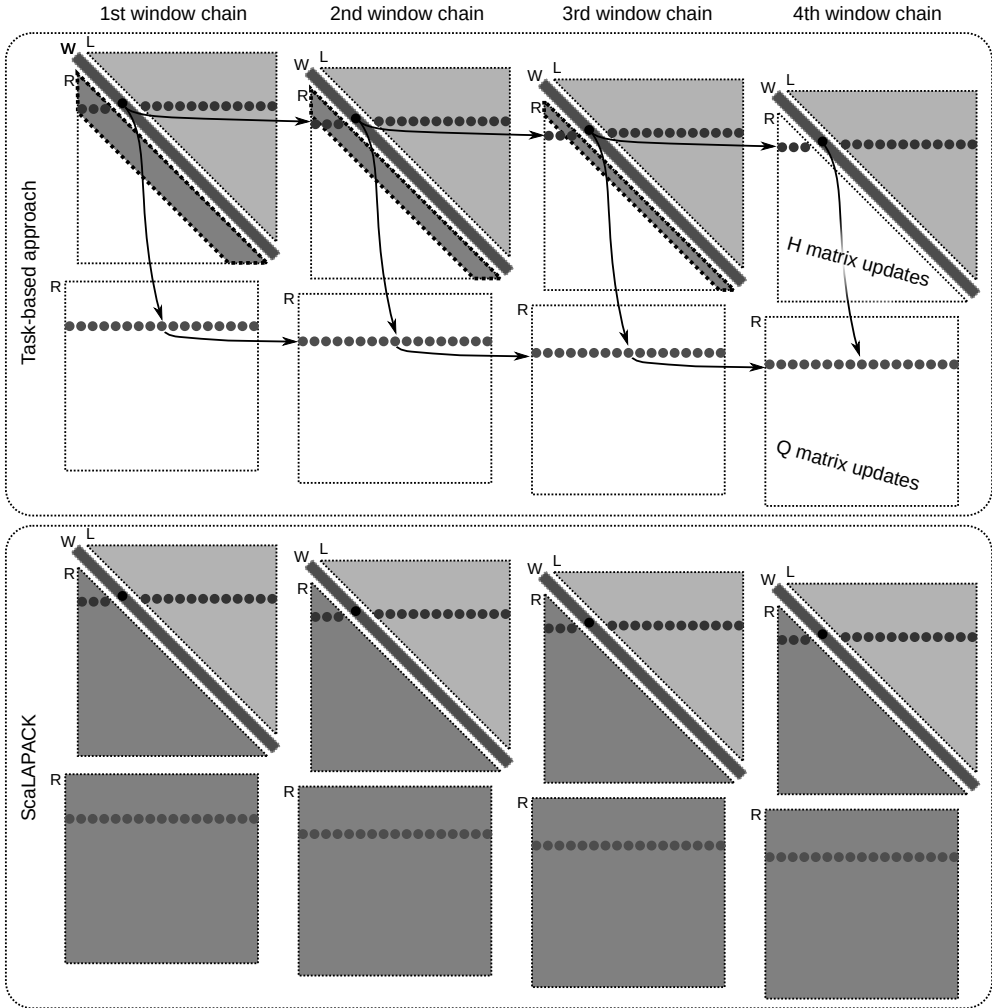 1st window chain
2nd window chain
3rd window chain
4th window chain
Task-based approach
W L
R
W L
R
W L
R
W L
R
H matrix updates
R
R
R
R
Q matrix updates
ScaLAPACK
W L
R
W L
R
W L
R
W L
R
R
R
R
R